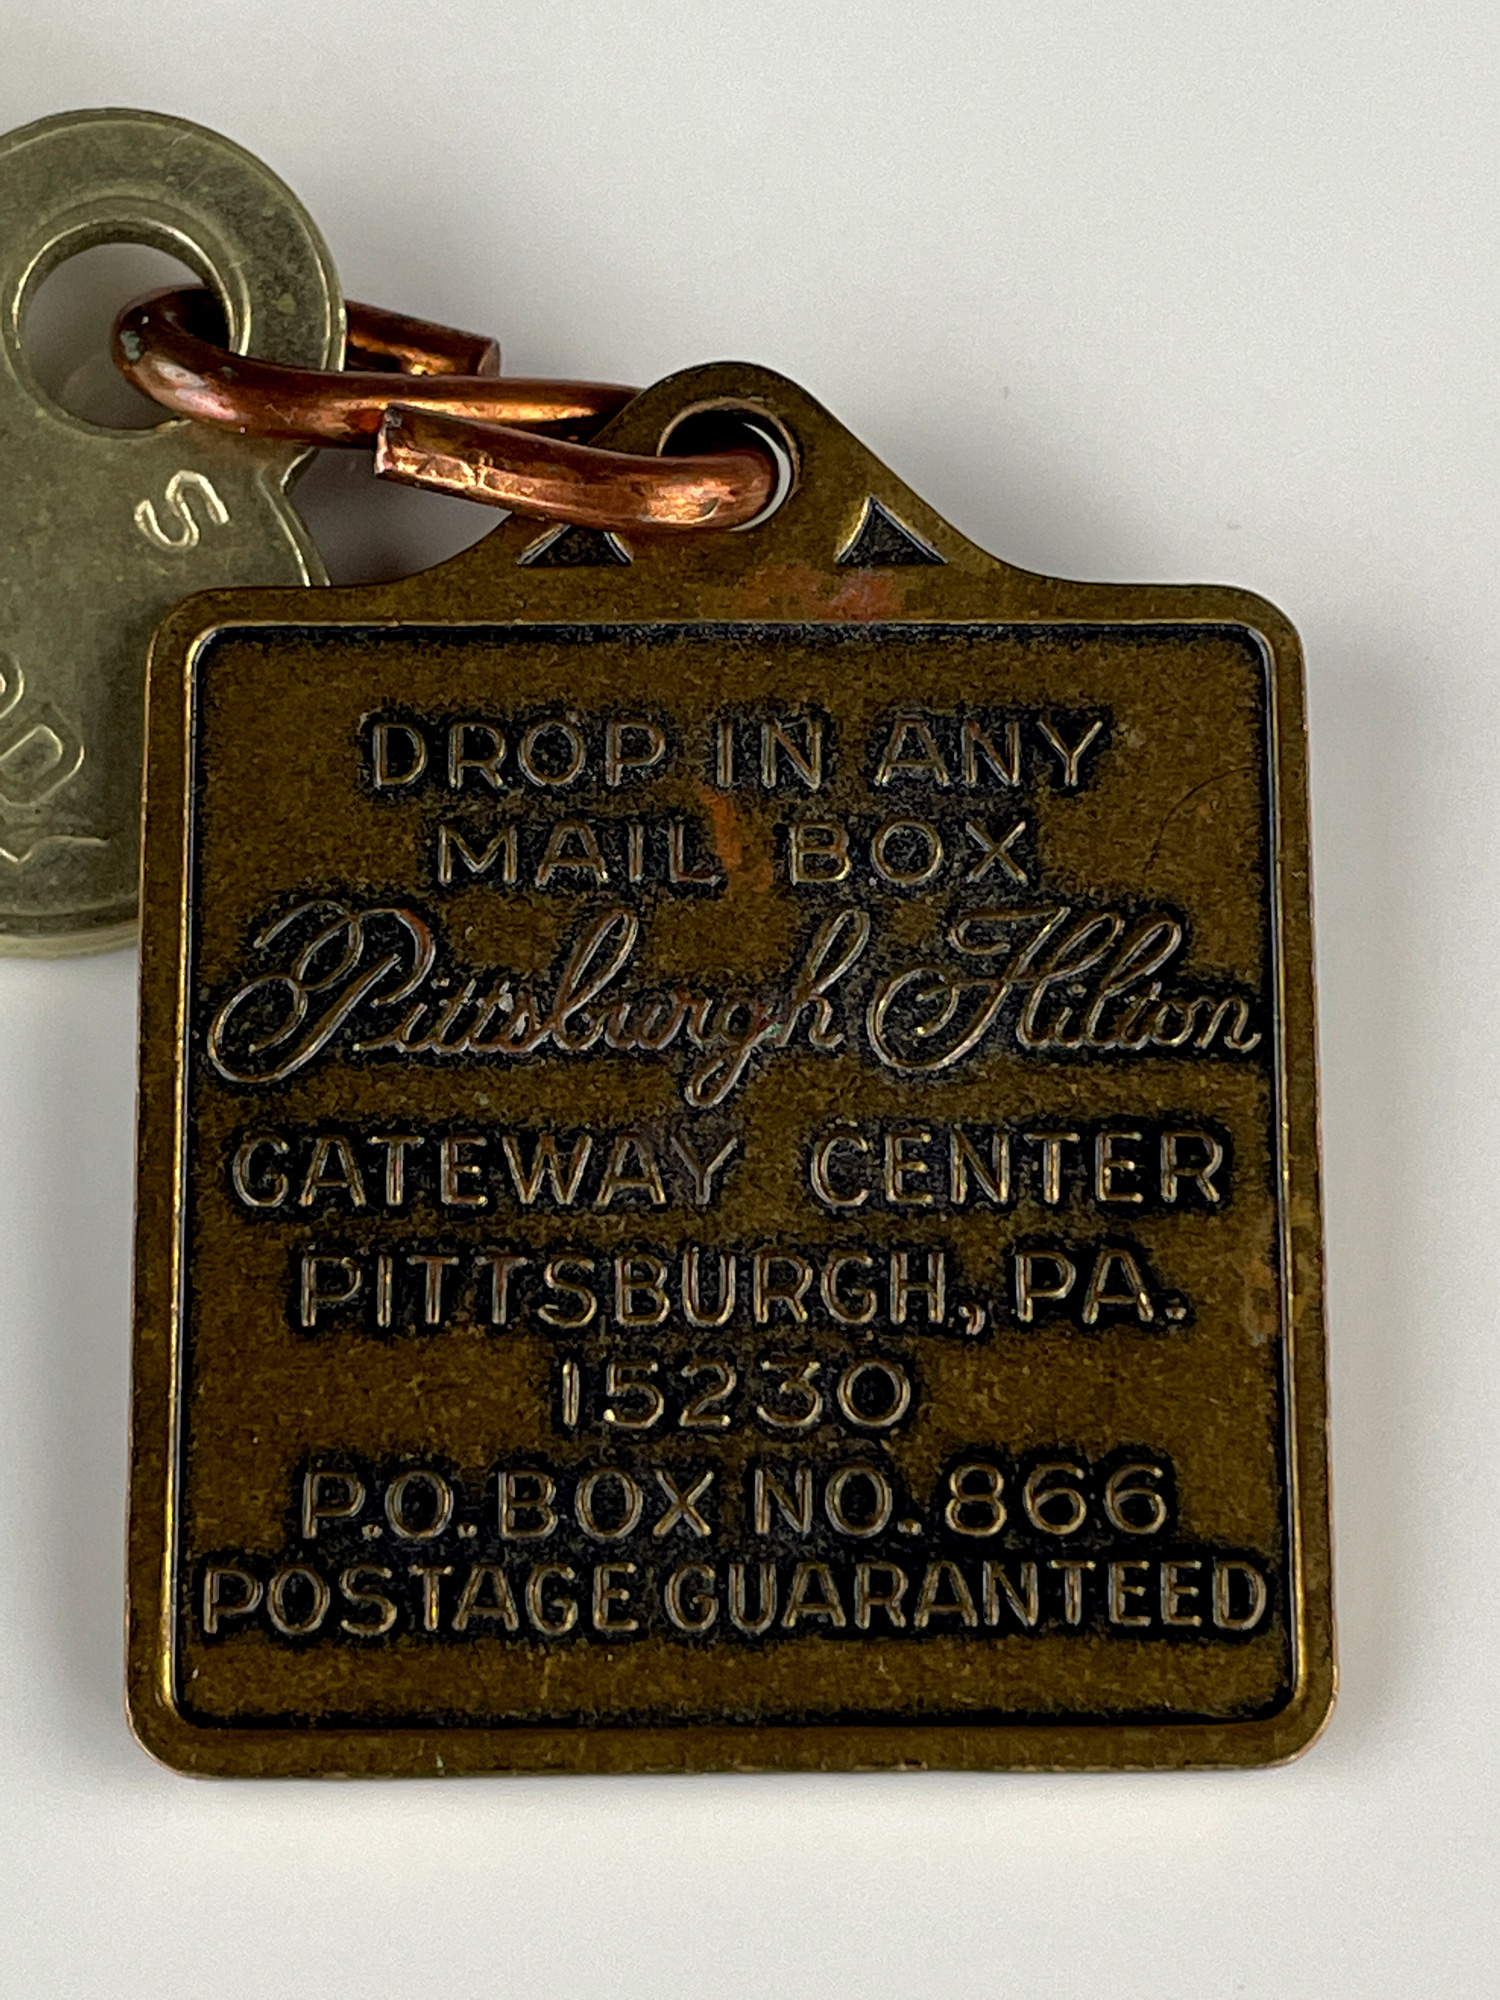 S
DROP IN ANY
MAIL BOX
Pittsburgh Hilton
GATEWAY CENTER
PITTSBURGH, PA.
15230
P.O. BOX NO. 866
POSTAGE GUARANTEED